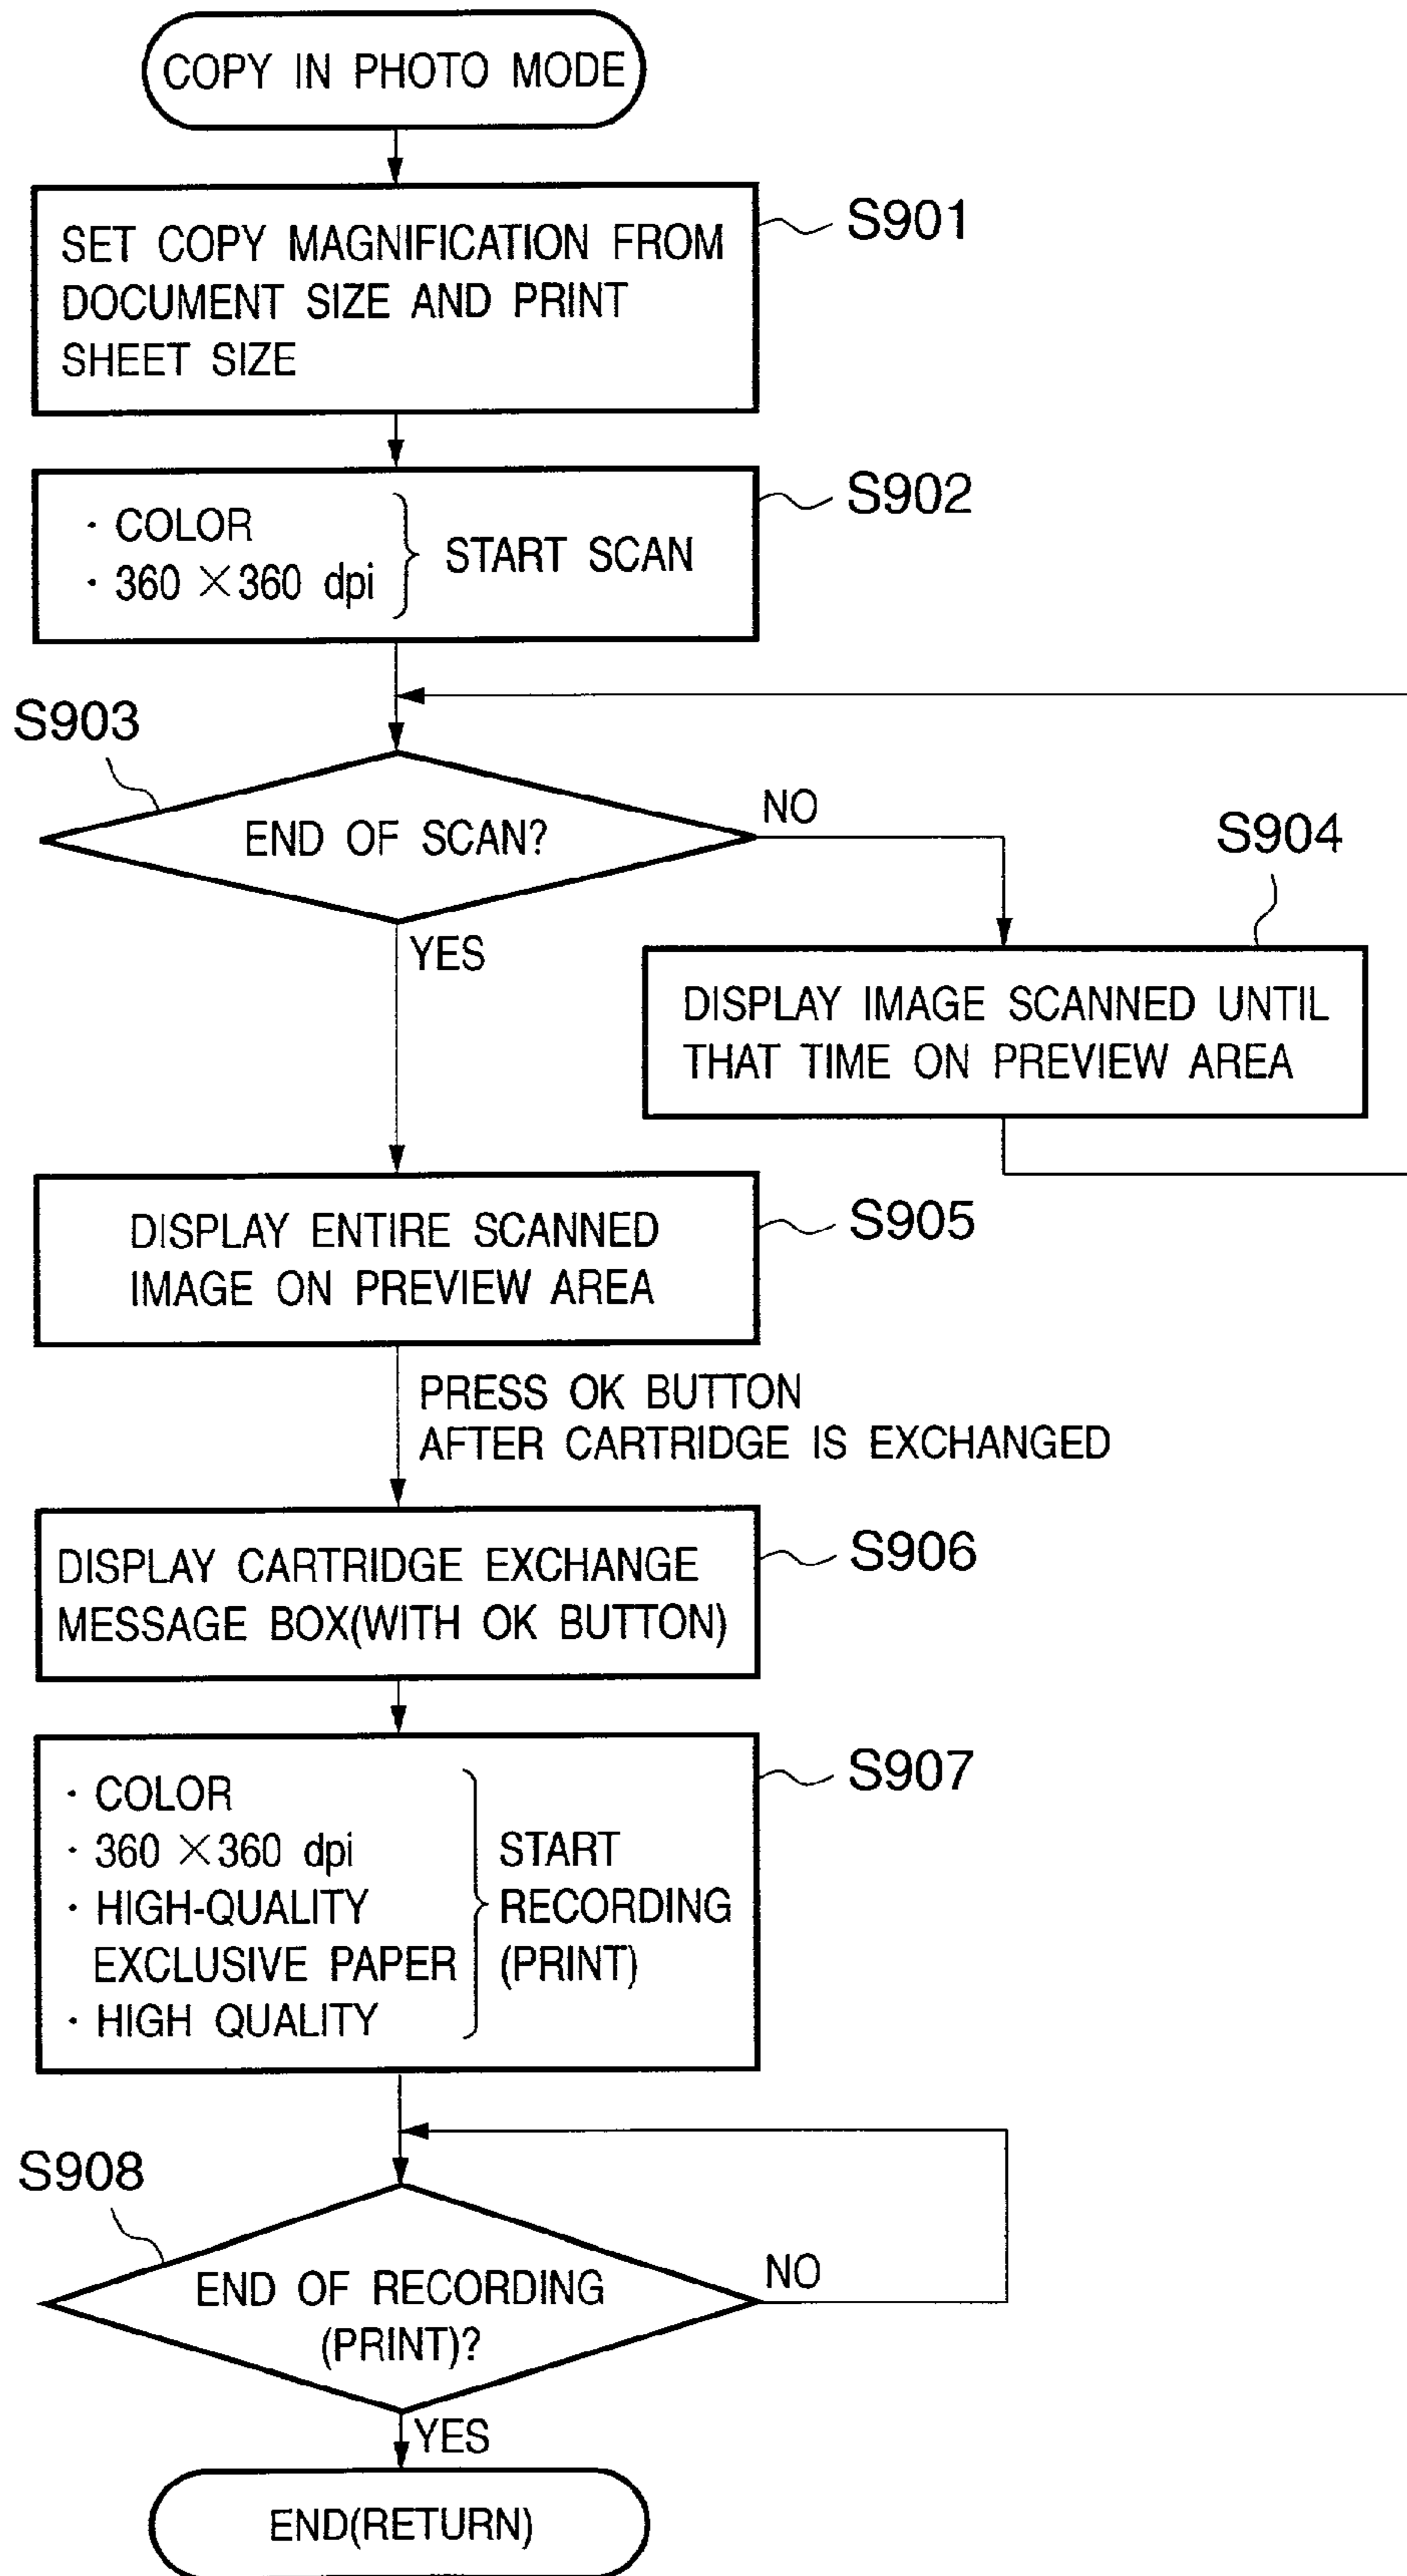 COPY IN PHOTO MODE
SET COPY MAGNIFICATION FROM
DOCUMENT SIZE AND PRINT
SHEET SIZE
S901
· COLOR
· 360 ×360 dpi
START SCAN
S902
S903
END OF SCAN?
NO
YES
S904
DISPLAY IMAGE SCANNED UNTIL
THAT TIME ON PREVIEW AREA
DISPLAY ENTIRE SCANNED
IMAGE ON PREVIEW AREA
S905
PRESS OK BUTTON
AFTER CARTRIDGE IS EXCHANGED
DISPLAY CARTRIDGE EXCHANGE
MESSAGE BOX(WITH OK BUTTON)
S906
· COLOR
· 360 ×360 dpi
· HIGH-QUALITY
EXCLUSIVE PAPER
· HIGH QUALITY
START
RECORDING
(PRINT)
S907
S908
END OF RECORDING
(PRINT)?
NO
YES
END(RETURN)